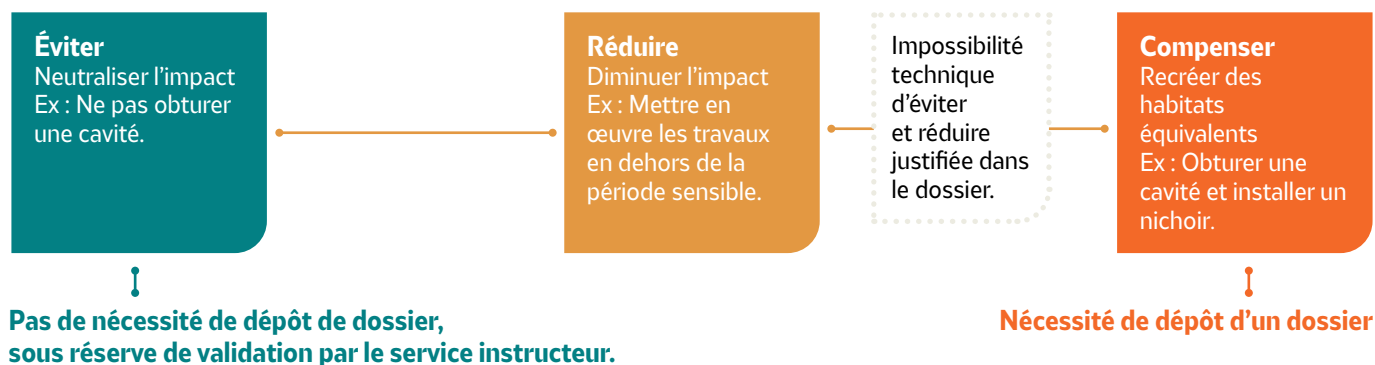 Éviter
Neutraliser l'impact
Ex : Ne pas obturer
une cavité.
Réduire
Diminuer l'impact
Ex : Mettre en
œuvre les travaux
en dehors de la
période sensible.
Impossibilité
technique
d'éviter
et réduire
justifiée dans
le dossier.
Compenser
Recréer des
habitats
équivalents
Ex : Obturer une
cavité et installer un
nichoir.
Pas de nécessité de dépôt de dossier,
sous réserve de validation par le service instructeur.
Nécessité de dépôt d'un dossier